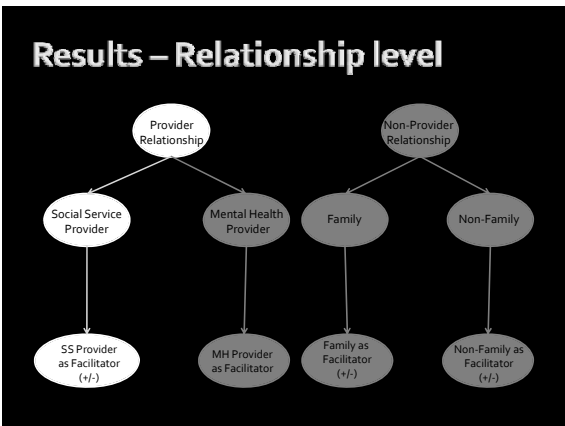 Results – Relationship level
Provider
Relationship
Non-Provider
Relationship
Social Service
Provider
Mental Health
Provider
Family
Non-Family
SS Provider
as Facilitator
(+/-)
MH Provider
as Facilitator
Family as
Facilitator
(+/-)
Non-Family as
Facilitator
(+/-)